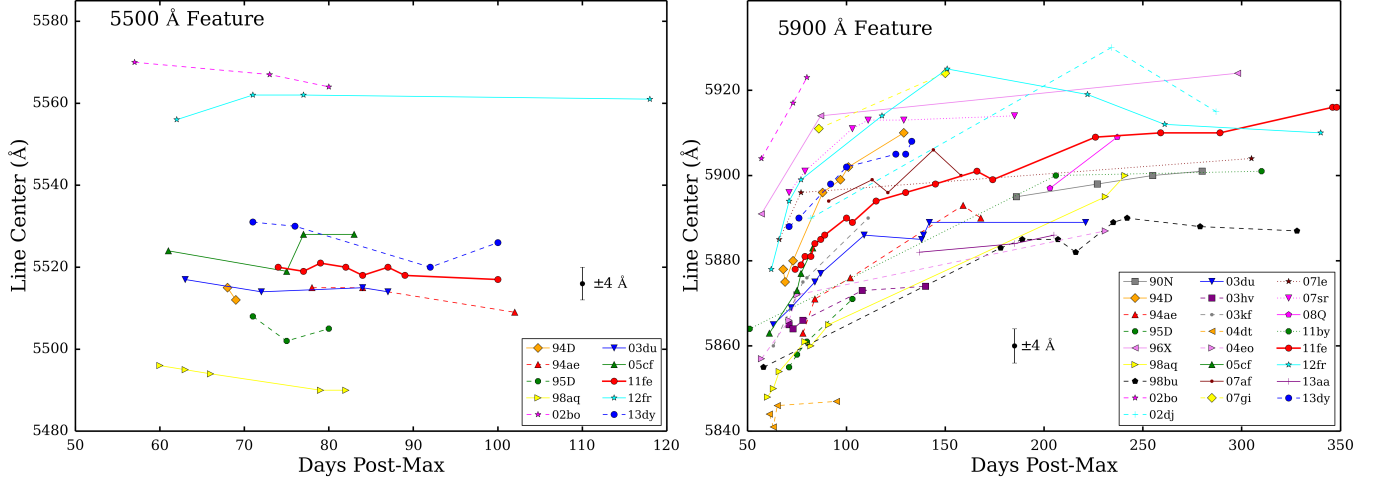 5500 Å Feature
Line Center (Å)
5580
5560
5540
5520
5500
5480
50 60 70 80 90 100 110 120
Days Post-Max
±4 Å
94D 03du
94ae 05cf
95D 11fe
98aq 12fr
02bo 13dy
5900 Å Feature
Line Center (Å)
5920
5900
5880
5860
5840
50 100 150 200 250 300 350
Days Post-Max
±4 Å
90N 03du 07le
94D 03hv 07sr
94ae 03kf 08Q
95D 04dt 11by
96X 04eo 11fe
98aq 05cf 12fr
98bu 07af 13aa
02bo 07gi 13dy
02dj